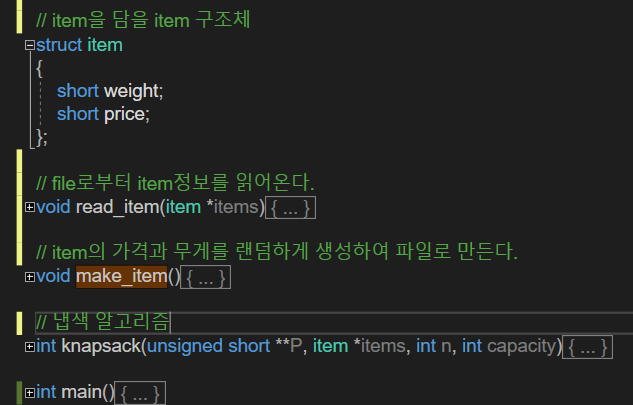 // item을 담을 item 구조체
struct item
{
short weight;
short price;
};
// file로부터 item정보를 읽어온다.
void read_item(item *items){ ... }
// item의 가격과 무게를 랜덤하게 생성하여 파일로 만든다.
void make_item(){ ... }
// 냅색 알고리즘
int knapsack(unsigned short **P, item *items, int n, int capacity){ ... }
int main(){ ... }